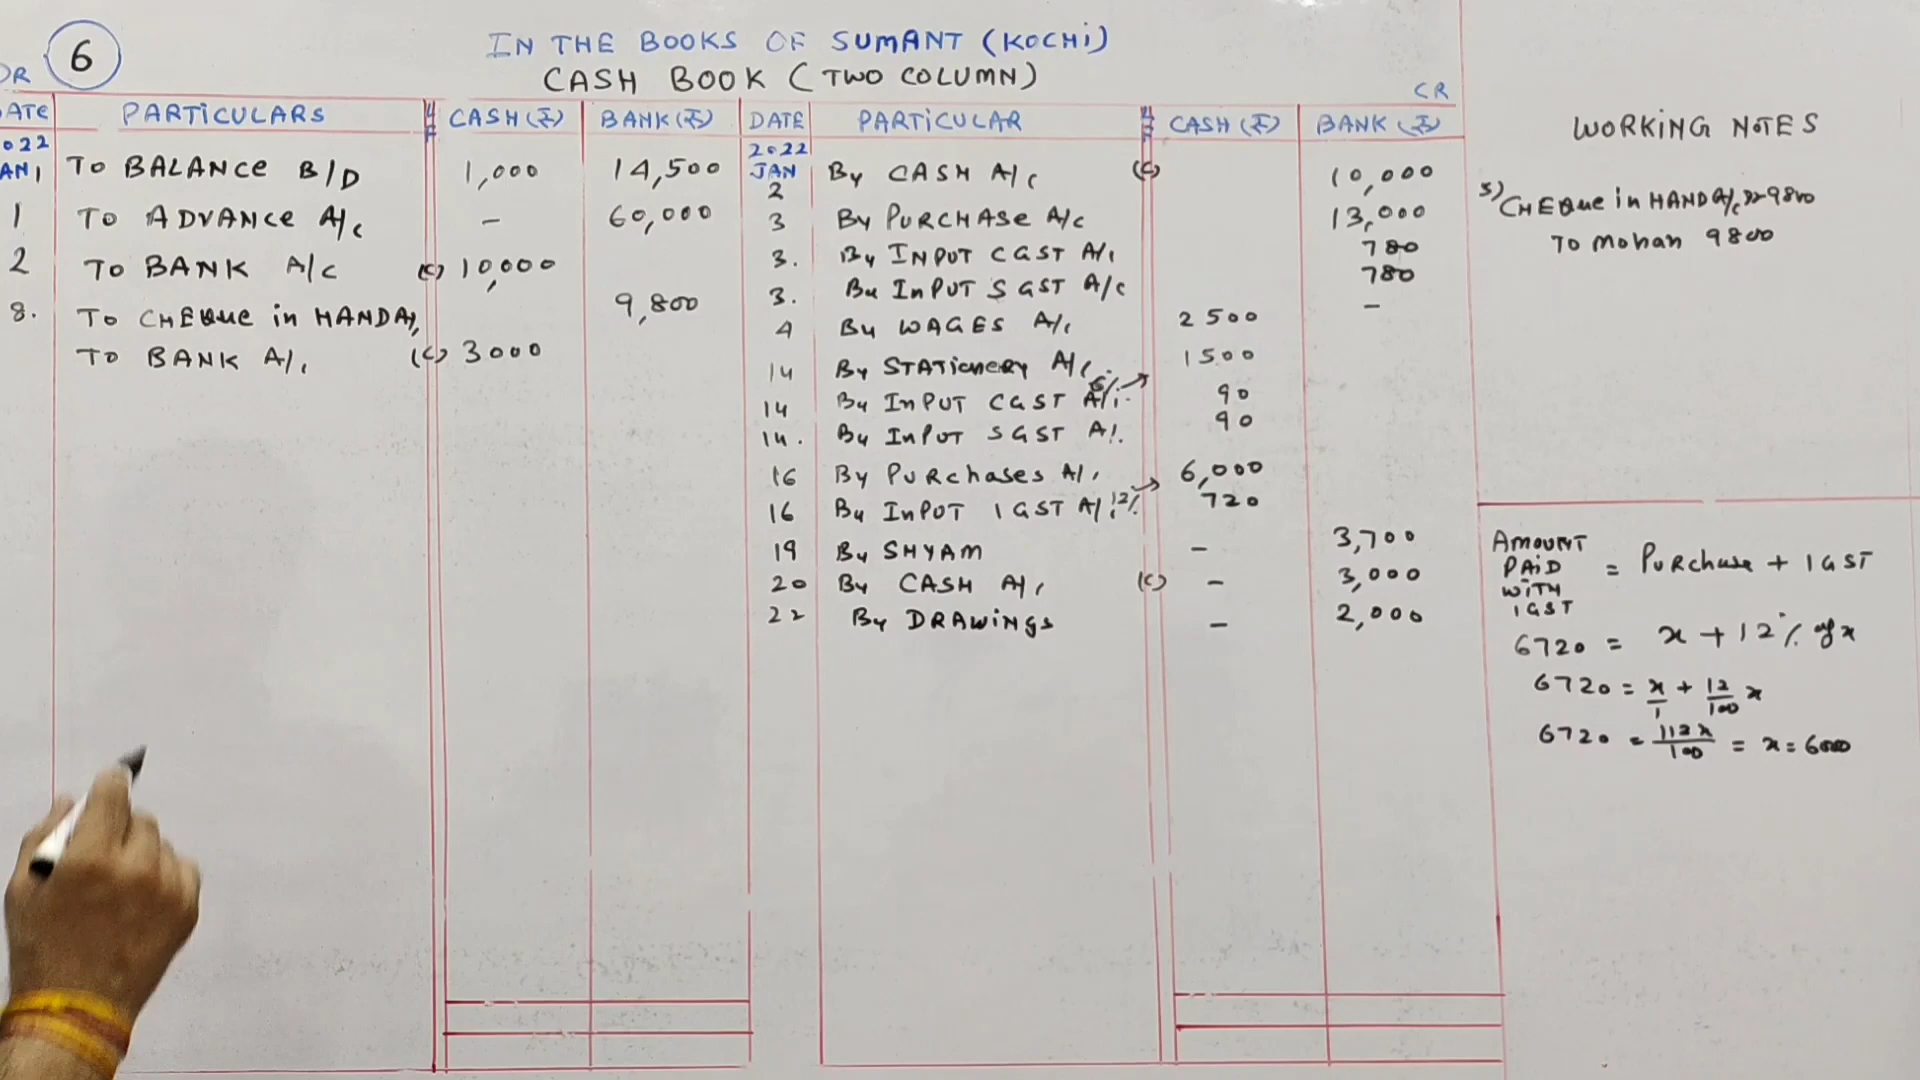 6
IN THE BOOKS OF SUMANT (KOCHI)
CASH BOOK (TWO COLUMN)
DR
CR
DATE PARTICULARS LF CASH (₹) BANK (₹) DATE PARTICULAR LF CASH (₹) BANK (₹)
2022
JAN 1 TO BALANCE B/D 1,000 14,500
1 TO ADVANCE A/C - 60,000
2 TO BANK A/C (C) 10,000
8. TO CHEQUE in HAND A/C 9,800
TO BANK A/C (C) 3000
2022
JAN
2 By CASH A/C (C) 10,000
3 By PURCHASE A/C 13,000
3. By INPUT CGST A/C 780
3. By INPUT SGST A/C 780
4 By WAGES A/C 2500 -
14 By STATIONERY A/C 1500
14 By INPUT CGST A/C 6% → 90
14. By INPUT SGST A/C 90
16 By PURchases A/C 6,000
16 By INPUT IGST A/C 12% → 720
19 By SHYAM - 3,700
20 By CASH A/C (C) - 3,000
22 By DRAWINGS - 2,000
WORKING NOTES
5) CHEQue in HAND A/C Dr 9800
TO Mohan 9800
AMOUNT
PAID
WITH
IGST
= PURchase + IGST
6720 = x + 12% of x
6720 = x/1 + 12/100 x
6720 = 112x/100 = x = 6000